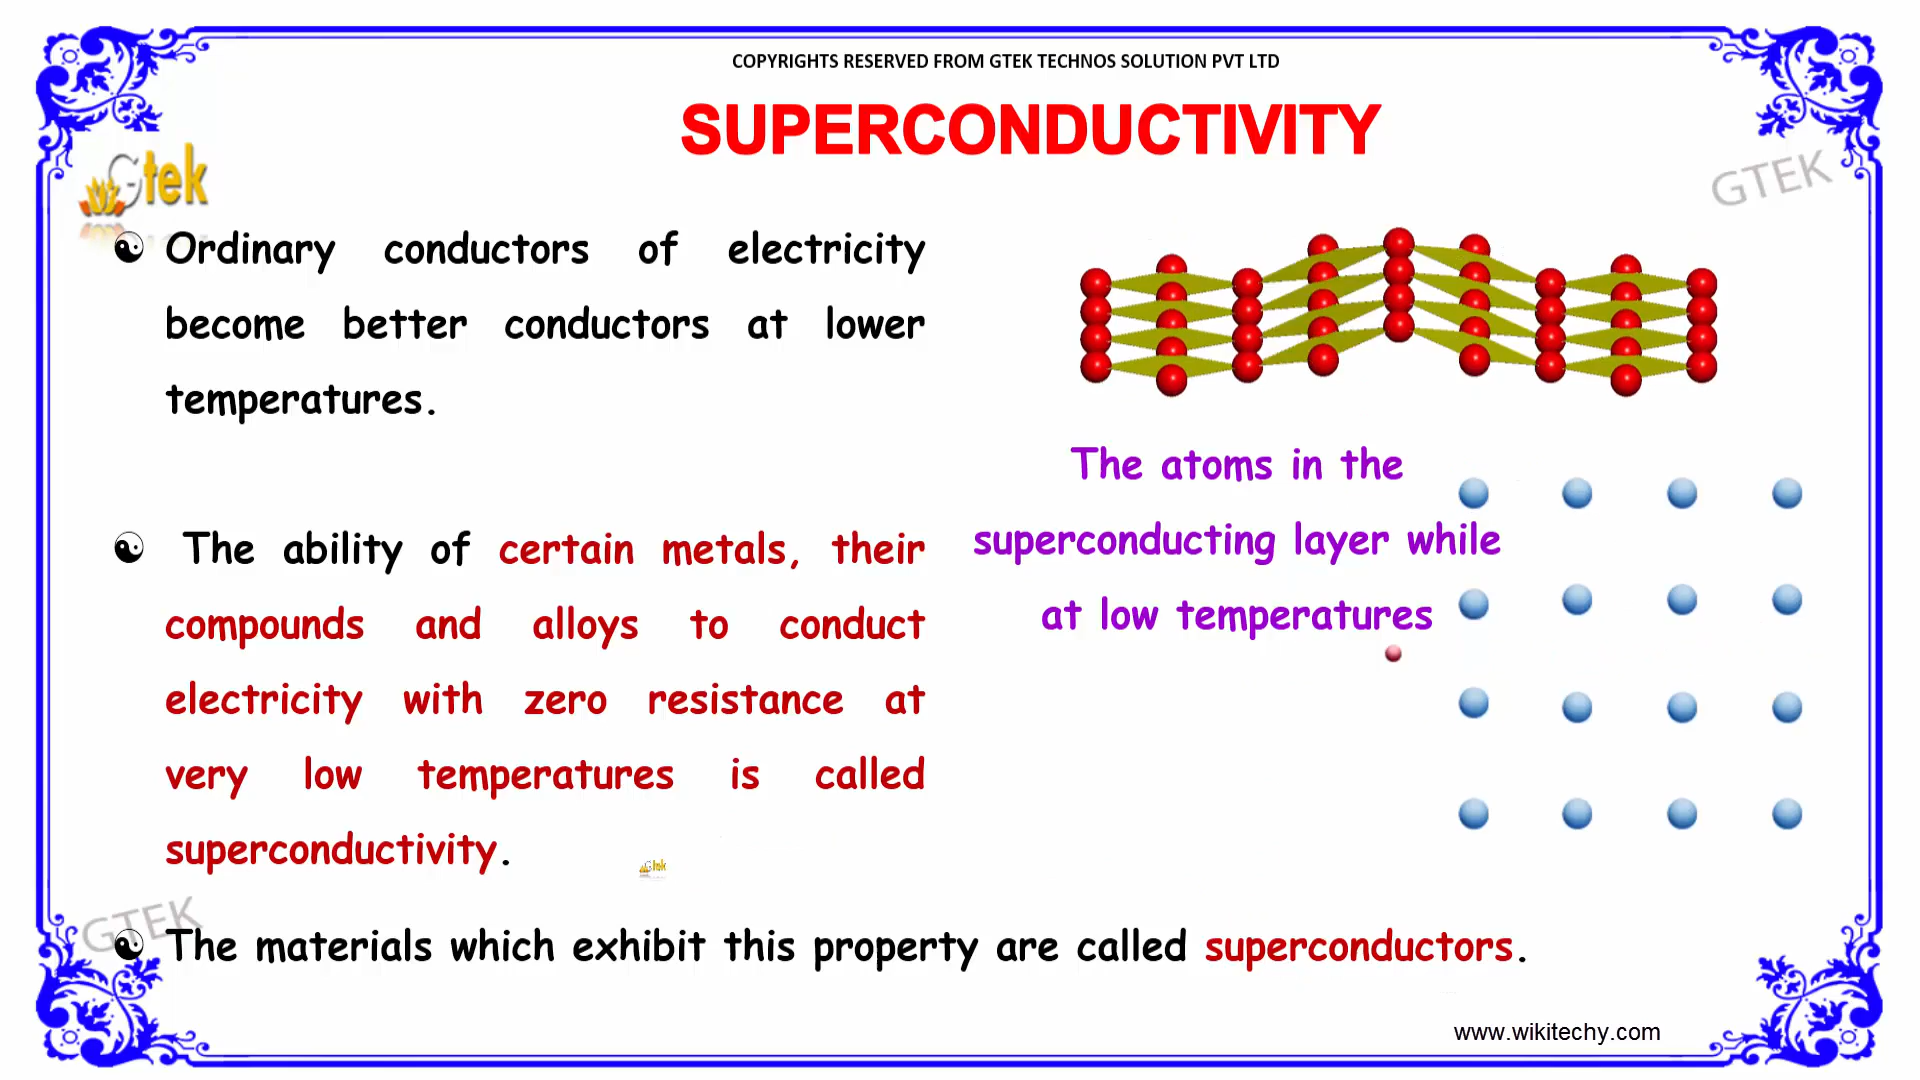 COPYRIGHTS RESERVED FROM GTEK TECHNOS SOLUTION PVT LTD
SUPERCONDUCTIVITY
Gtek
GTEK
Ordinary conductors of electricity
become better conductors at lower
temperatures.
The ability of certain metals, their
compounds and alloys to conduct
electricity with zero resistance at
very low temperatures is called
superconductivity.
The atoms in the
superconducting layer while
at low temperatures
Gtek
GTEK
The materials which exhibit this property are called superconductors.
www.wikitechy.com